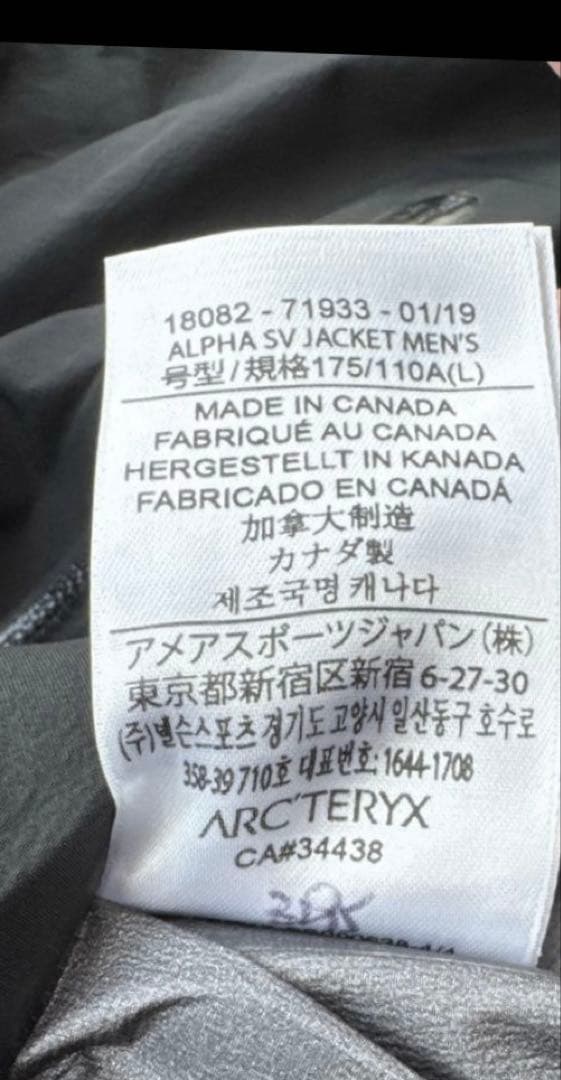 18082 - 71933 - 01/19
ALPHA SV JACKET MEN'S
号型/規格175/110A(L)
MADE IN CANADA
FABRIQUÉ AU CANADA
HERGESTELLT IN KANADA
FABRICADO EN CANADÁ
加拿大制造
カナダ製
제조국명 캐나다
アメアスポーツジャパン(株)
東京都新宿区新宿 6-27-30
(주)넬슨스포츠 경기도 고양시 일산동구 호수로
358-39 710호 대표번호: 1644-1708
ARC'TERYX
CA#34438